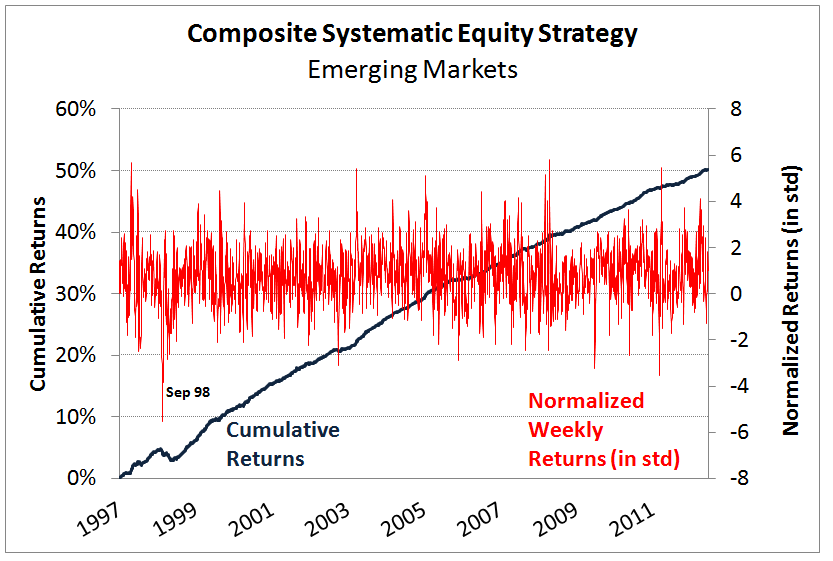 Composite Systematic Equity Strategy
Emerging Markets
60%
50%
40%
30%
20%
10%
0%
Cumulative Returns
8
6
4
2
0
-2
-4
-6
-8
Normalized Returns (in std)
Sep 98
Cumulative
Returns
Normalized
Weekly
Returns (in std)
1997
1999
2001
2003
2005
2007
2009
2011